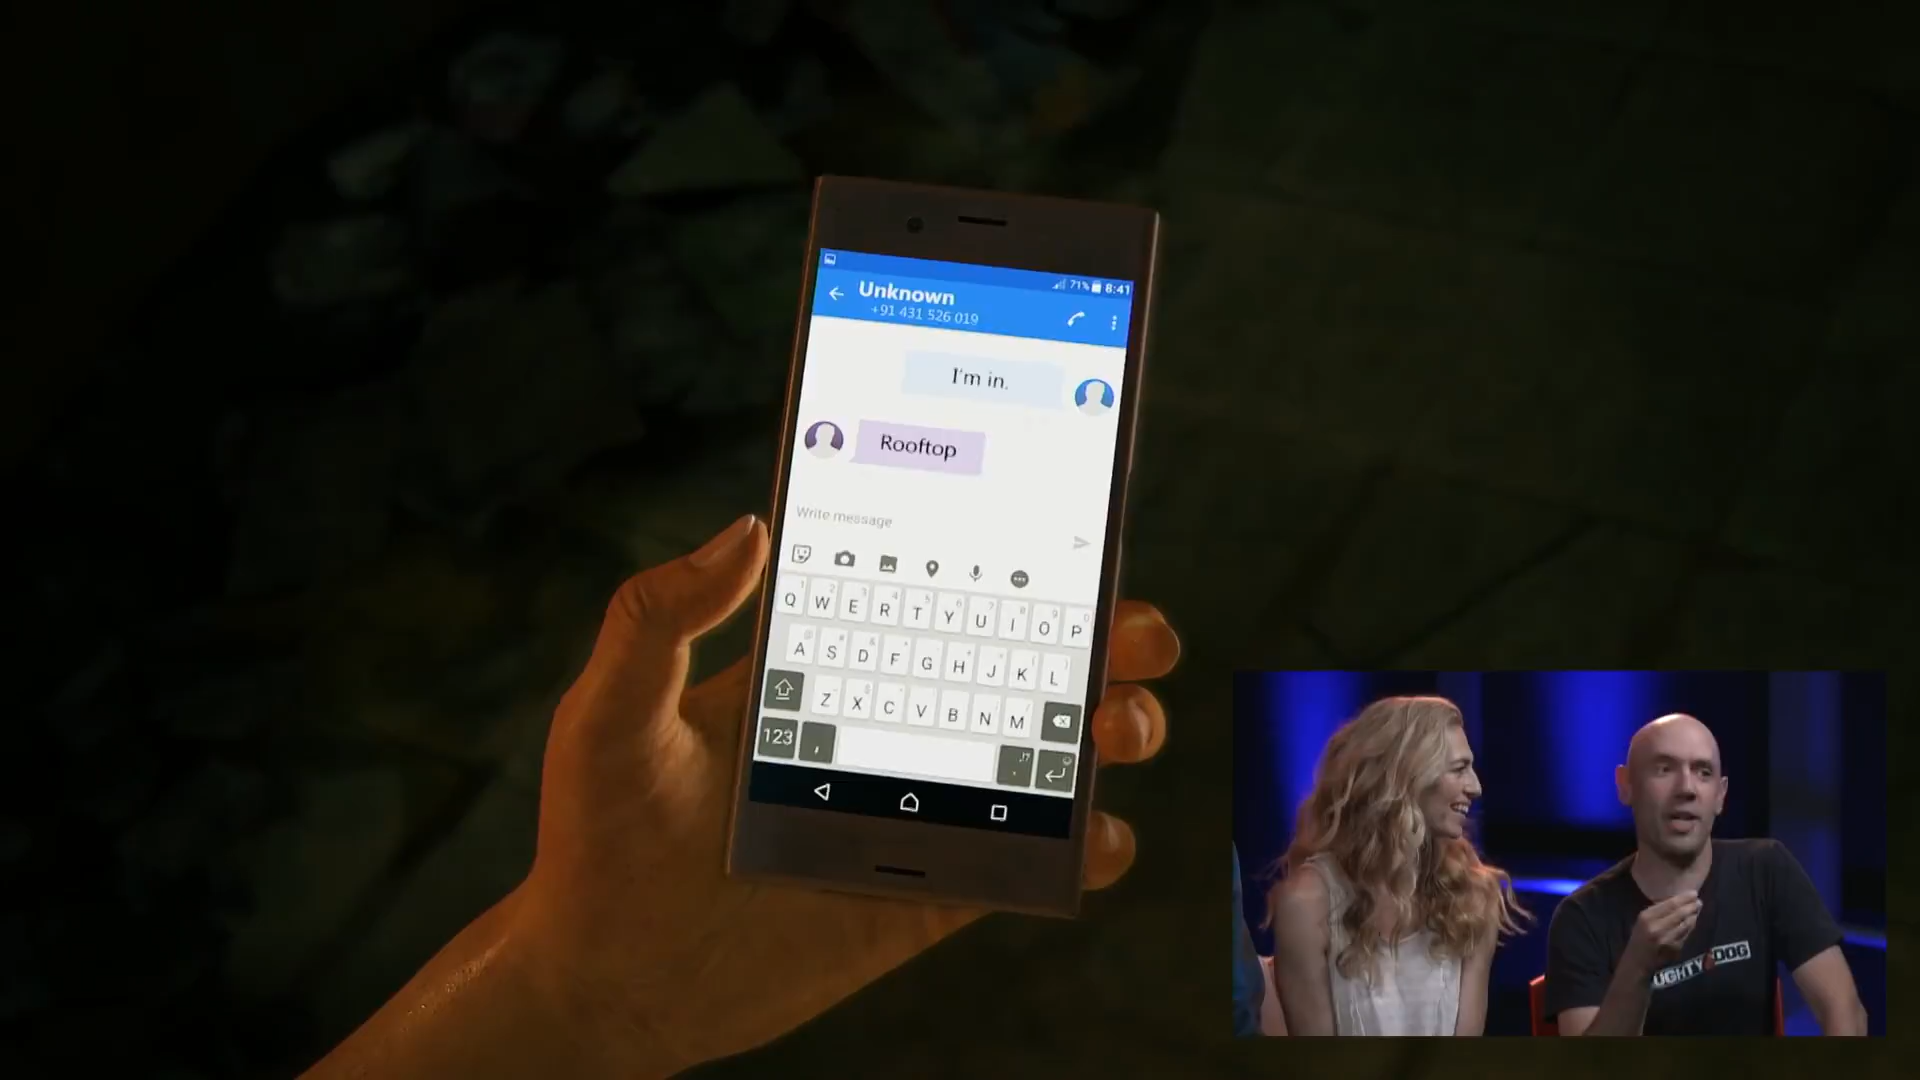 71% 8:41
Unknown
+91 431 526 019
I'm in.
Rooftop
Write message
Q W E R T Y U I O P
A S D F G H J K L
Z X C V B N M
123 , .
UGHTY DOG